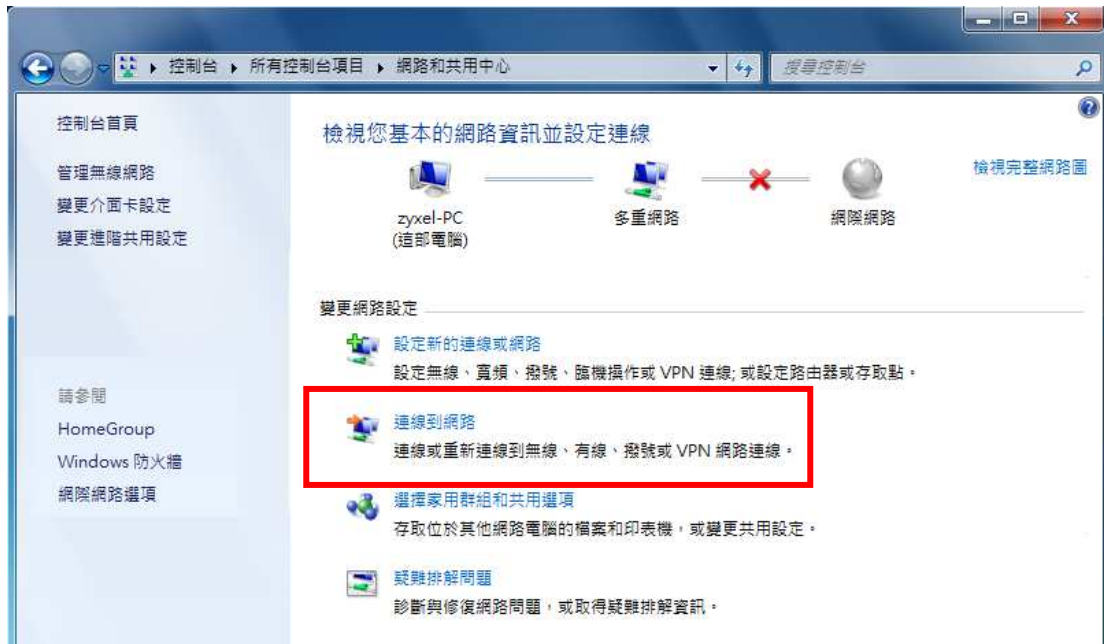 控制台 ▸ 所有控制台項目 ▸ 網路和共用中心
搜尋控制台
控制台首頁
管理無線網路
變更介面卡設定
變更進階共用設定
請參閱
HomeGroup
Windows 防火牆
網際網路選項
檢視您基本的網路資訊並設定連線
檢視完整網路圖
zyxel-PC
(這部電腦)
多重網路
網際網路
變更網路設定
設定新的連線或網路
設定無線、寬頻、撥號、臨機操作或 VPN 連線; 或設定路由器或存取點。
連線到網路
連線或重新連線到無線、有線、撥號或 VPN 網路連線。
選擇家用群組和共用選項
存取位於其他網路電腦的檔案和印表機，或變更共用設定。
疑難排解問題
診斷與修復網路問題，或取得疑難排解資訊。